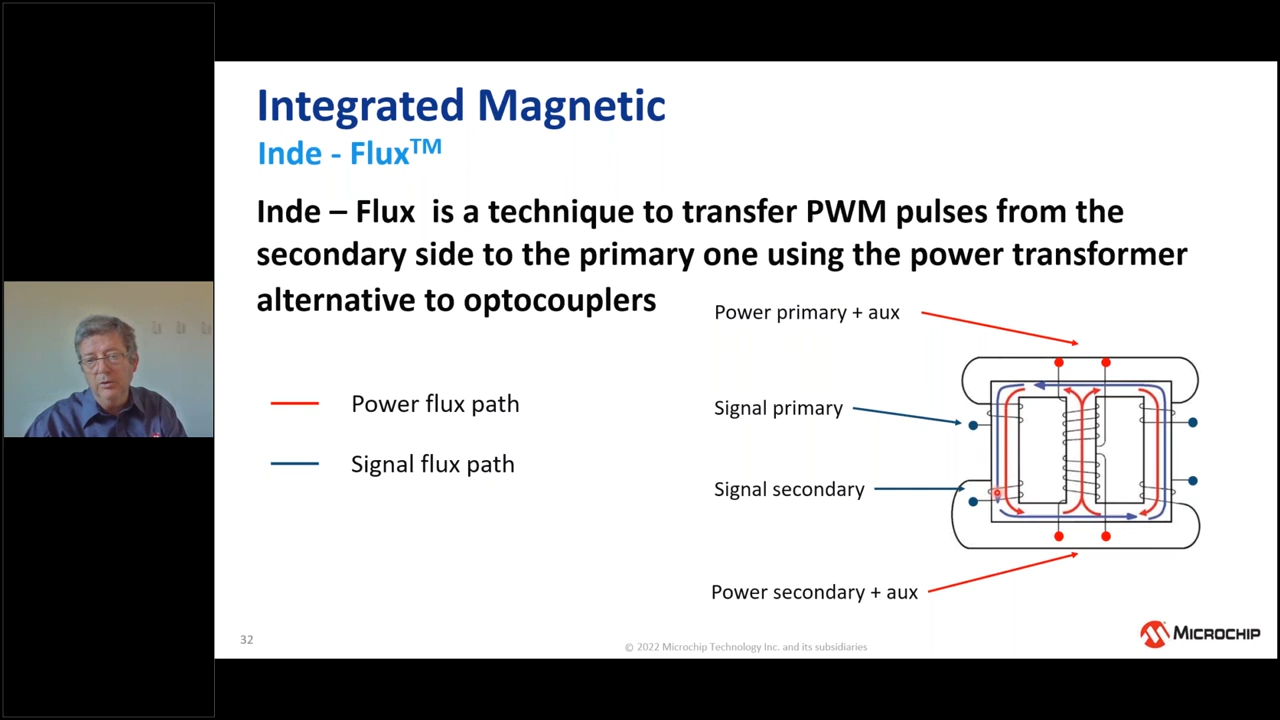 Integrated Magnetic
Inde - Flux™
Inde – Flux is a technique to transfer PWM pulses from the
secondary side to the primary one using the power transformer
alternative to optocouplers
Power primary + aux
Power flux path
Signal primary
Signal flux path
Signal secondary
Power secondary + aux
32
© 2022 Microchip Technology Inc. and its subsidiaries
MICROCHIP